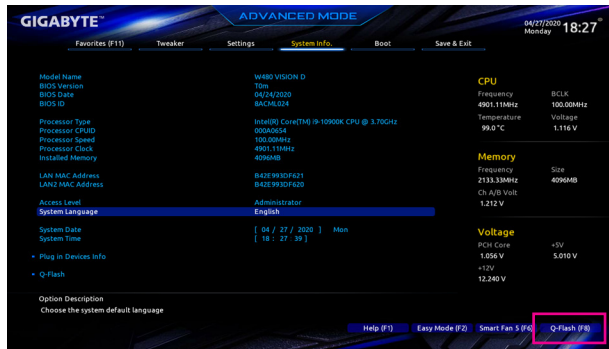 GIGABYTE™
ADVANCED MODE
04/27/2020 Monday 18:27
Favorites (F11) Tweaker Settings System Info. Boot Save & Exit
Model Name W480 VISION D
BIOS Version T0m
BIOS Date 04/24/2020
BIOS ID 8ACML024
Processor Type Intel(R) Core(TM) i9-10900K CPU @ 3.70GHz
Processor CPUID 000A0654
Processor Speed 100.00MHz
Processor Clock 4901.11MHz
Installed Memory 4096MB
LAN MAC Address B42E993DF621
LAN2 MAC Address B42E993DF620
Access Level Administrator
System Language English
System Date [ 04 / 27 / 2020 ] Mon
System Time [ 18 : 27 : 39 ]
Plug in Devices Info
Q-Flash
CPU
Frequency BCLK
4901.11MHz 100.00MHz
Temperature Voltage
99.0 °C 1.116 V
Memory
Frequency Size
2133.33MHz 4096MB
Ch A/B Volt
1.212 V
Voltage
PCH Core +5V
1.056 V 5.010 V
+12V
12.240 V
Option Description
Choose the system default language
Help (F1) Easy Mode (F2) Smart Fan 5 (F6) Q-Flash (F8)